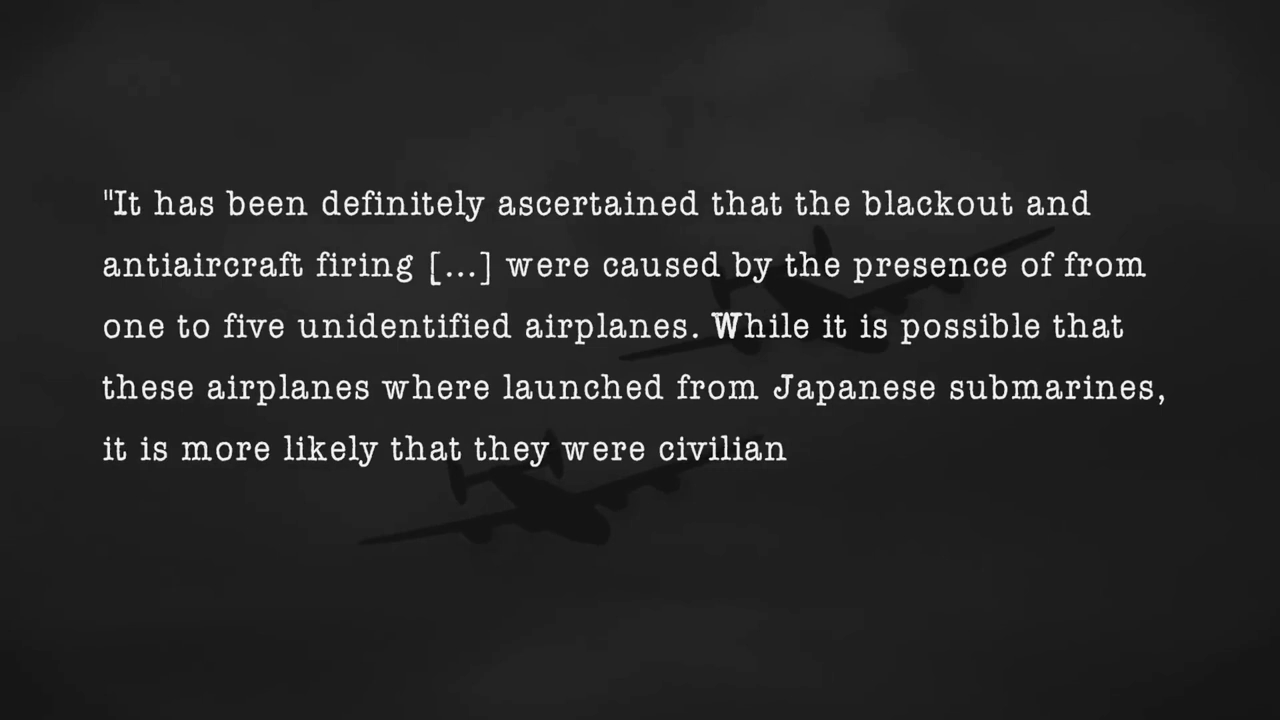 "It has been definitely ascertained that the blackout and
antiaircraft firing [...] were caused by the presence of from
one to five unidentified airplanes. While it is possible that
these airplanes where launched from Japanese submarines,
it is more likely that they were civilian